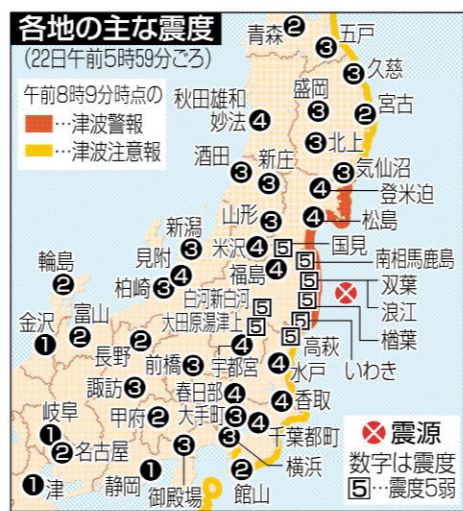 各地の主な震度
(22日午前5時59分ごろ)
午前8時9分時点の
…津波警報
…津波注意報
青森 2
五戸 3
久慈 3
盛岡 3
宮古 2
秋田雄和妙法 4
北上 3
酒田 3
新庄 3
気仙沼 3
登米迫 4
山形 3
松島 4
新潟 3
米沢 4
国見 5
見附 4
福島 4
南相馬鹿島 5
輪島 2
柏崎 3
双葉 5
浪江 5
白河新白河 5
楢葉 5
大田原湯津上 5
いわき 5
金沢 1
富山 2
長野 2
前橋 3
宇都宮 4
高萩 5
水戸 4
諏訪 3
春日部 4
香取 4
岐阜 1
甲府 2
大手町 3
千葉都町 4
名古屋 2
横浜 3
津 1
静岡 1
御殿場 3
館山 2
震源
数字は震度
5…震度5弱